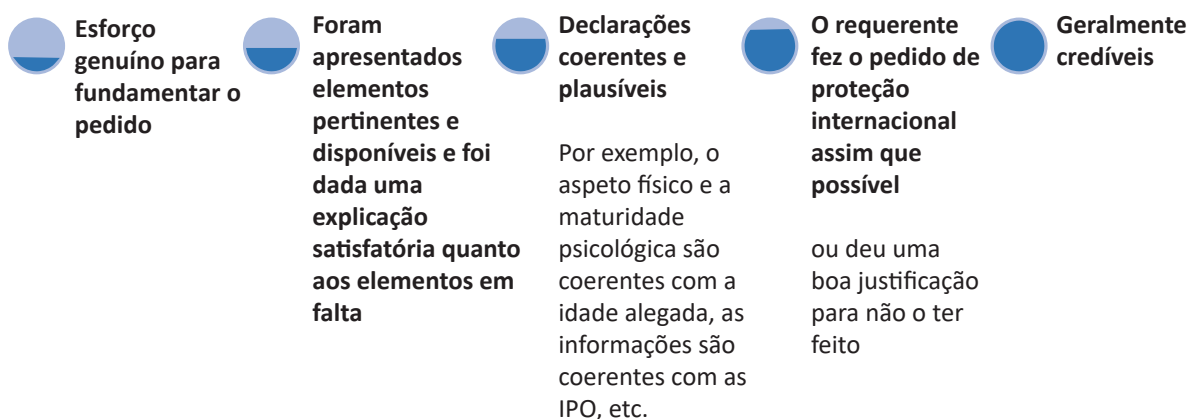 Esforço
genuíno para
fundamentar o
pedido
Foram
apresentados
elementos
pertinentes e
disponíveis e foi
dada uma
explicação
satisfatória quanto
aos elementos em
falta
Declarações
coerentes e
plausíveis
Por exemplo, o
aspeto físico e a
maturidade
psicológica são
coerentes com a
idade alegada, as
informações são
coerentes com as
IPO, etc.
O requerente
fez o pedido de
proteção
internacional
assim que
possível
ou deu uma
boa justificação
para não o ter
feito
Geralmente
credíveis